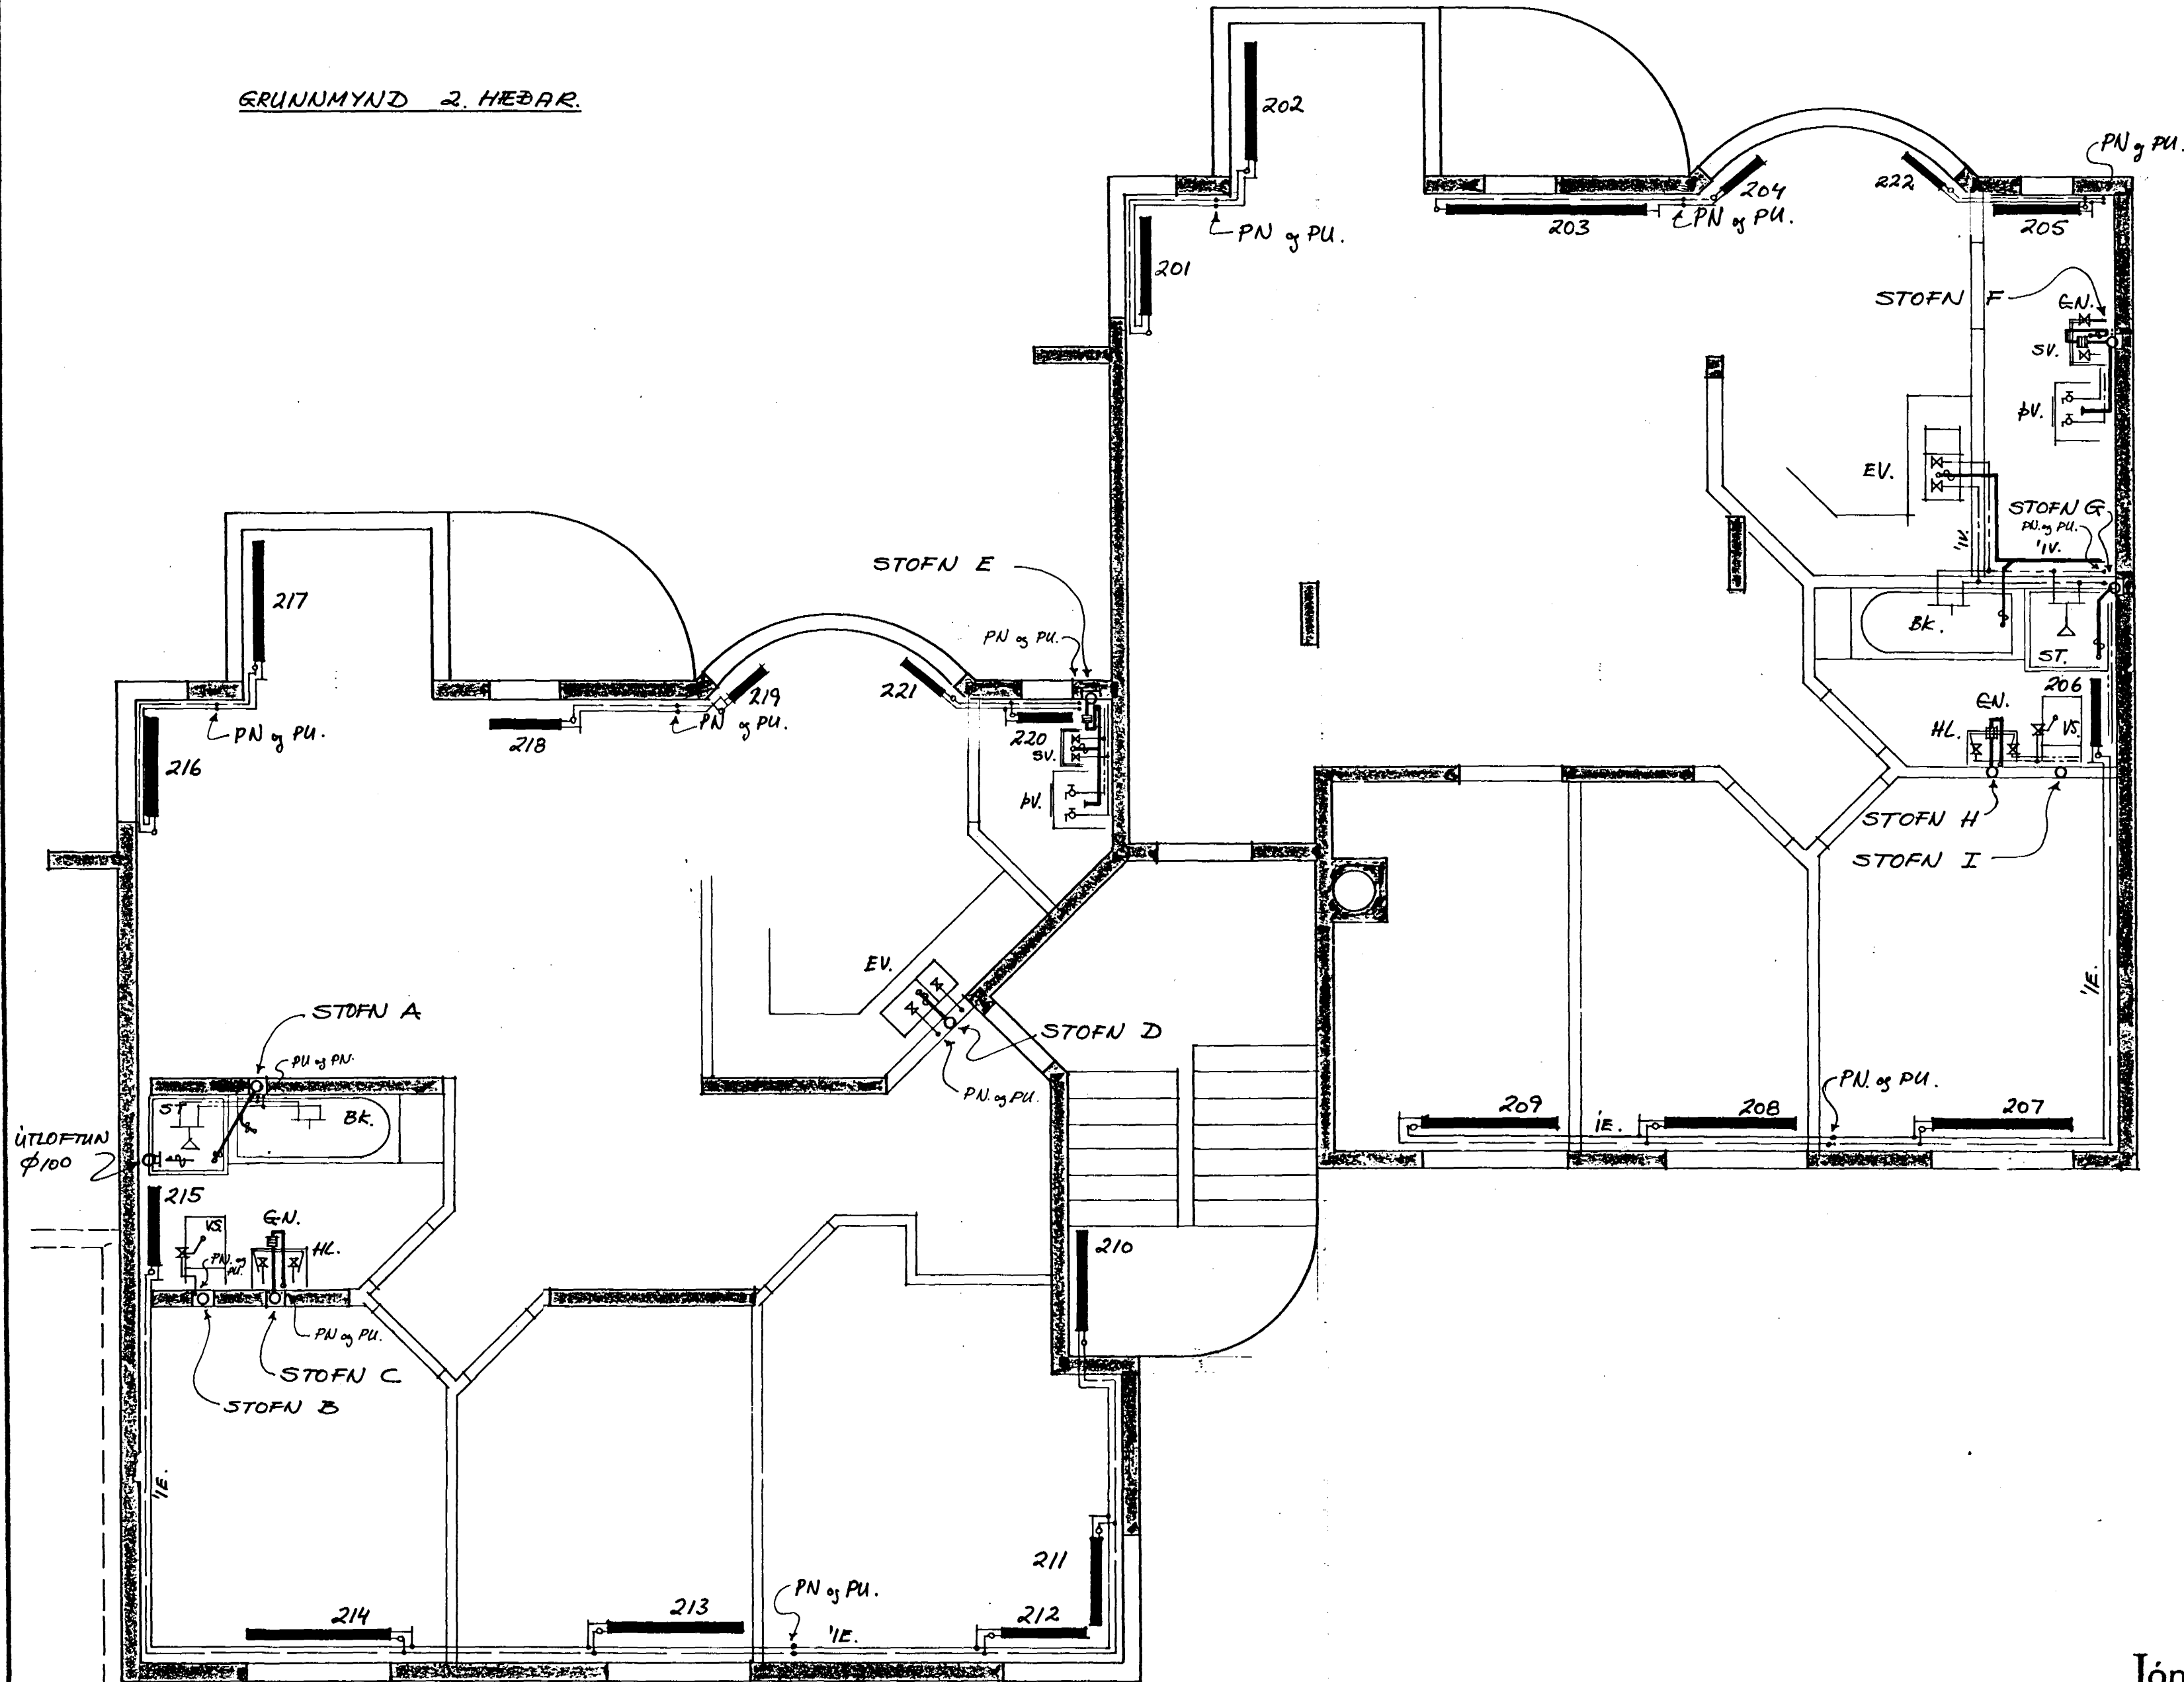 GRUNNMYND 2. HÆÐAR.
202
PN og PU.
204
222
203
PN og PU.
205
PN og PU.
201
STOFN F
GN.
SV.
ÞV.
EV.
STOFN G
PN. og PU.
'IV.
'IV.
STOFN E
217
PN og PU.
BK.
ST.
219
221
206
GN.
PN og PU.
218
PN og PU.
220
HL.
VS.
216
SV.
ÞV.
STOFN H
STOFN I
EV.
'IE.
STOFN A
STOFN D
PU og PN.
PN. og PU.
PN. og PU.
ST
BK.
209
ÍE.
208
207
ÚTLOFTUN
φ100
215
VS.
GN.
HL.
210
PN. og
PU.
PN og PU.
STOFN C
STOFN B
'IE.
211
PN og PU.
214
213
212
'IE.
Jón